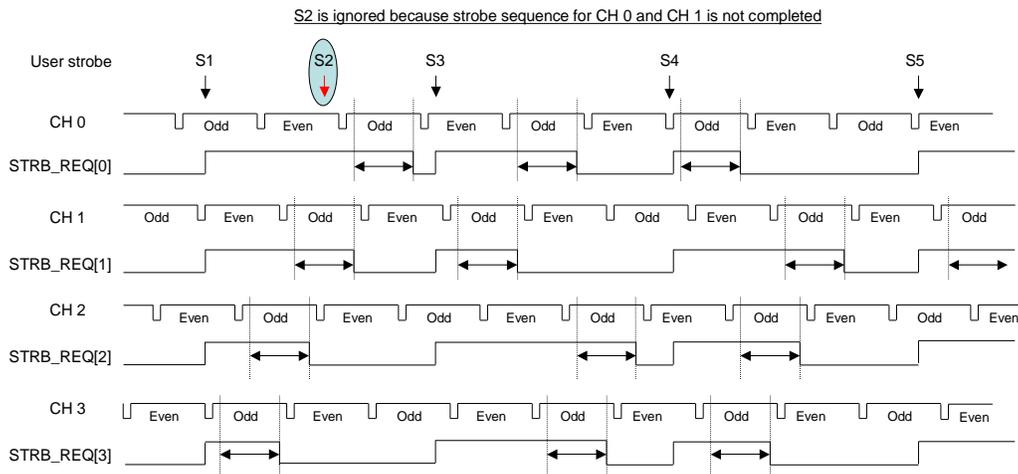 S2 is ignored because strobe sequence for CH 0 and CH 1 is not completed
User strobe S1 S2 S3 S4 S5
CH 0 Odd Even Odd Even Odd Even Odd Even Odd Even
STRB_REQ[0]
CH 1 Odd Even Odd Even Odd Even Odd Even Odd Even Odd
STRB_REQ[1]
CH 2 Even Odd Even Odd Even Odd Even Odd Even Odd Even
STRB_REQ[2]
CH 3 Even Odd Even Odd Even Odd Even Odd Even Odd Even
STRB_REQ[3]